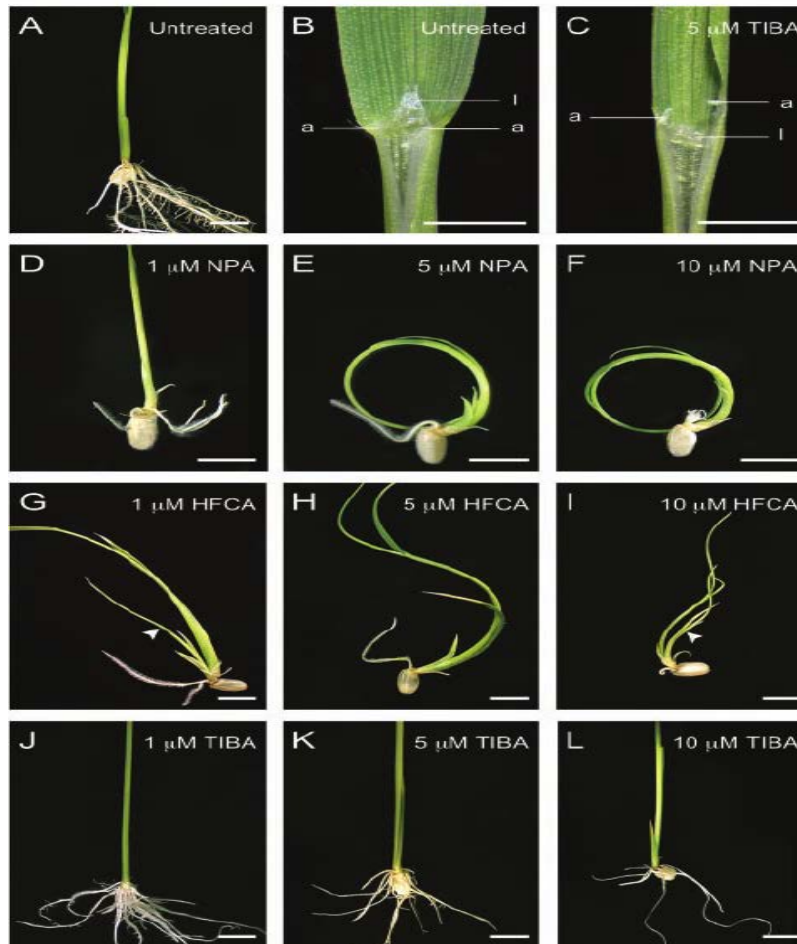 A Untreated
B Untreated
l
a a
C 5 μM TIBA
a
a
l
D 1 μM NPA
E 5 μM NPA
F 10 μM NPA
G 1 μM HFCA
H 5 μM HFCA
I 10 μM HFCA
J 1 μM TIBA
K 5 μM TIBA
L 10 μM TIBA